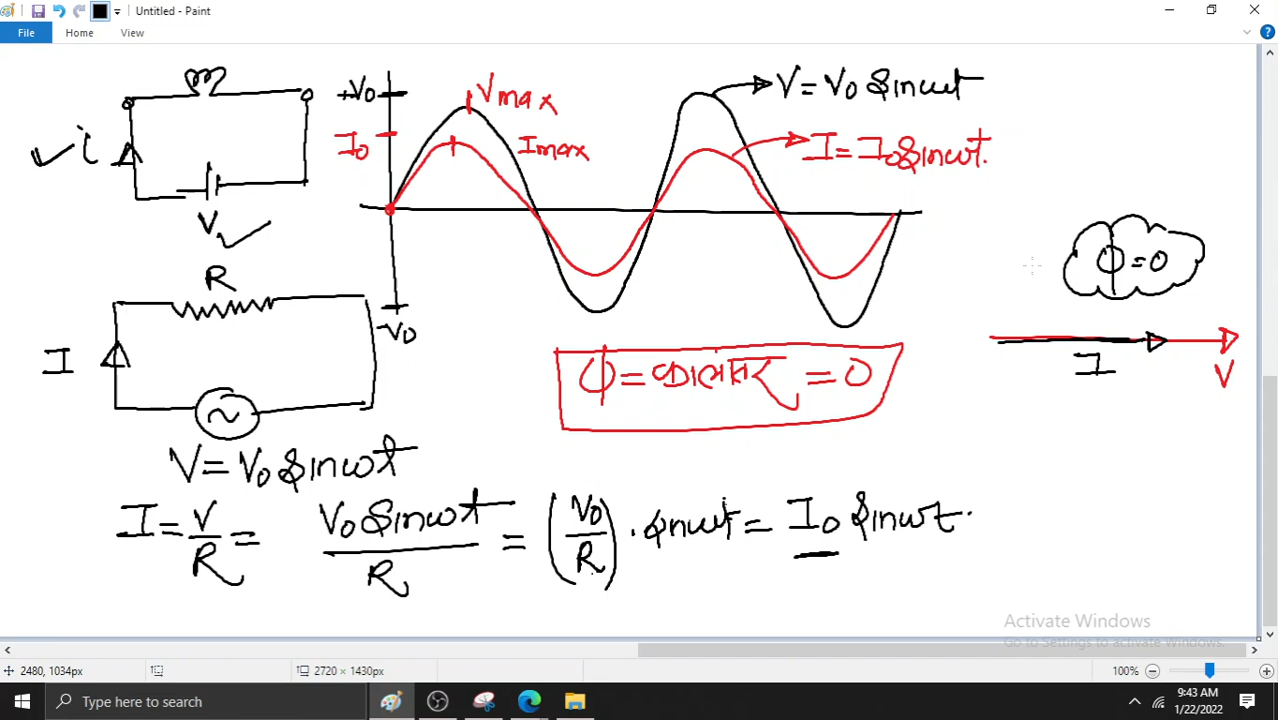 Untitled - Paint
File Home View
i
V
R
I
+V₀
I₀
-V₀
Vmax
Imax
V = V₀ Sinωt
I = I₀ Sinωt.
Φ = 0
I
V
V = V₀ Sinωt
I = V/R = V₀ Sinωt/R = (V₀/R) · Sinωt = I₀ Sinωt.
Activate Windows
Go to Settings to activate Windows.
2480, 1034px 2720 × 1430px 100%
Type here to search
9:43 AM
1/22/2022